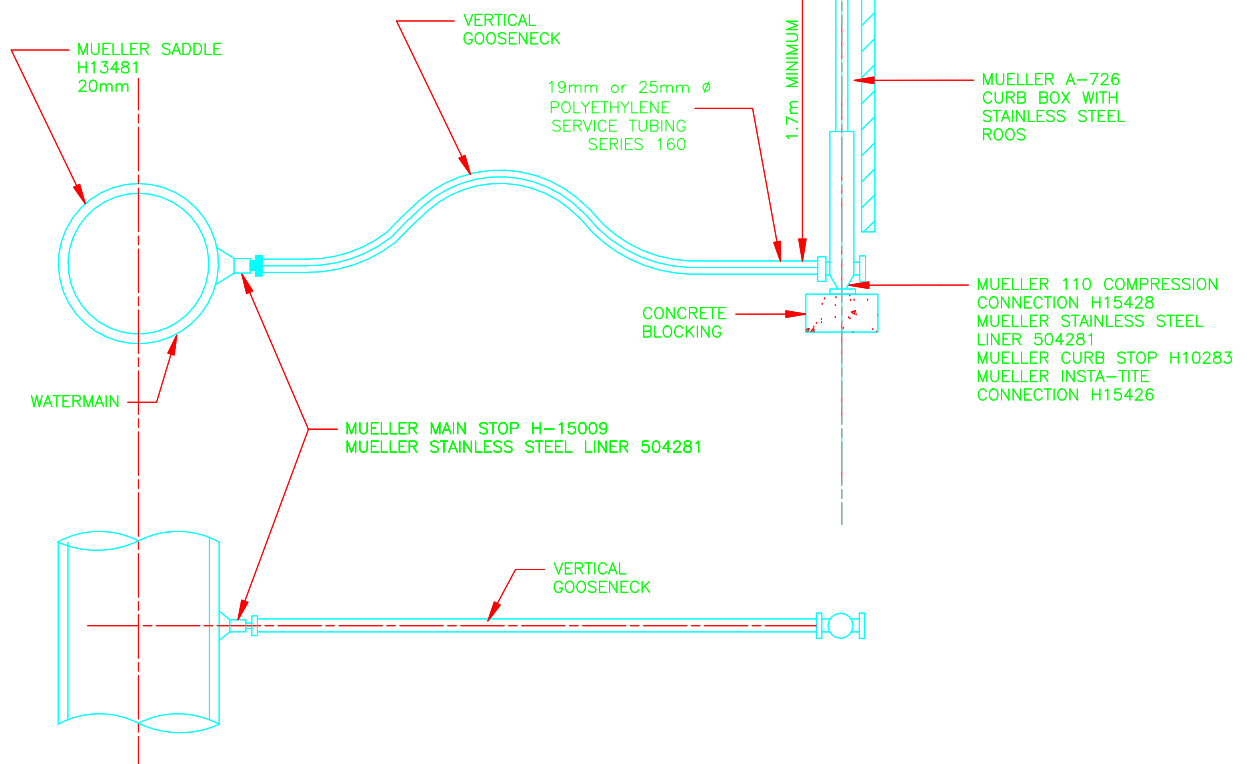 VERTICAL
GOOSENECK
MUELLER SADDLE
H13481
20mm
19mm or 25mm ø
POLYETHYLENE
SERVICE TUBING
SERIES 160
1.7m MINIMUM
MUELLER A-726
CURB BOX WITH
STAINLESS STEEL
ROOS
MUELLER 110 COMPRESSION
CONNECTION H15428
MUELLER STAINLESS STEEL
LINER 504281
MUELLER CURB STOP H10283
MUELLER INSTA-TITE
CONNECTION H15426
CONCRETE
BLOCKING
WATERMAIN
MUELLER MAIN STOP H-15009
MUELLER STAINLESS STEEL LINER 504281
VERTICAL
GOOSENECK